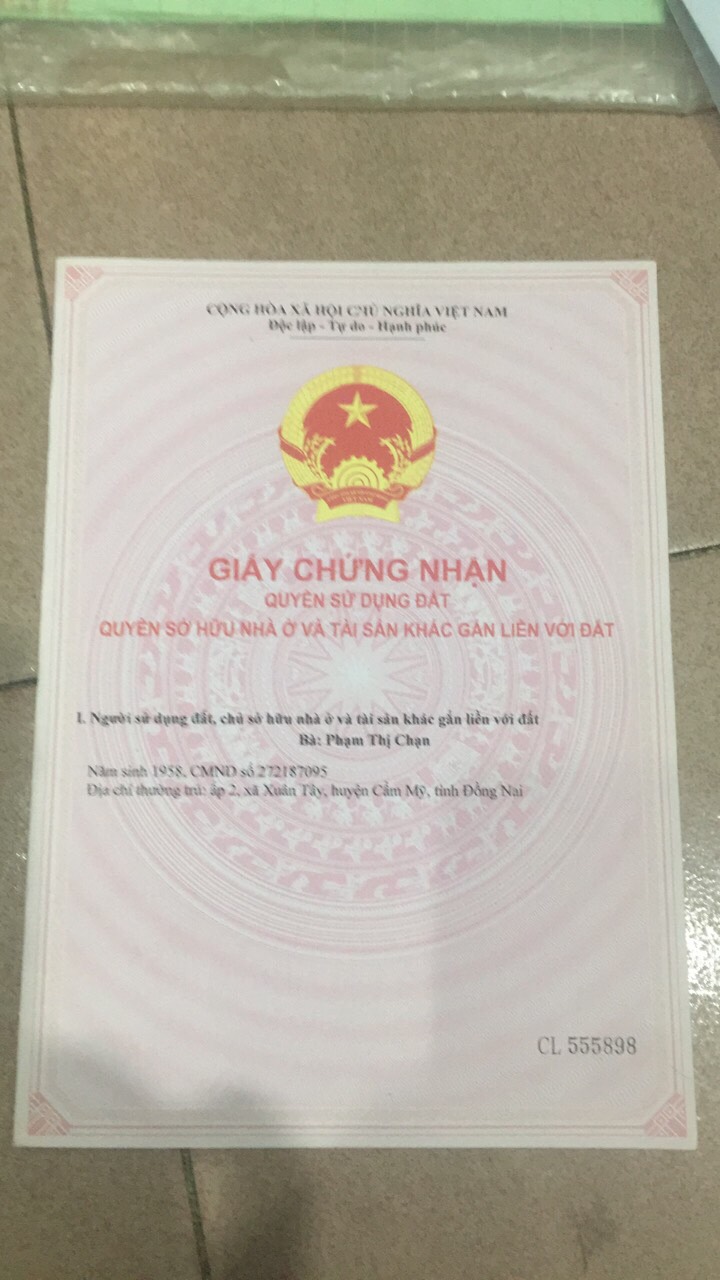 CỘNG HÒA XÃ HỘI CHỦ NGHĨA VIỆT NAM
Độc lập - Tự do - Hạnh phúc
VIỆT NAM
GIẤY CHỨNG NHẬN
QUYỀN SỬ DỤNG ĐẤT
QUYỀN SỞ HỮU NHÀ Ở VÀ TÀI SẢN KHÁC GẮN LIỀN VỚI ĐẤT
I. Người sử dụng đất, chủ sở hữu nhà ở và tài sản khác gắn liền với đất
Bà: Phạm Thị Chạn
Năm sinh 1958, CMND số 272187095
Địa chỉ thường trú: ấp 2, xã Xuân Tây, huyện Cẩm Mỹ, tỉnh Đồng Nai
CL 555898